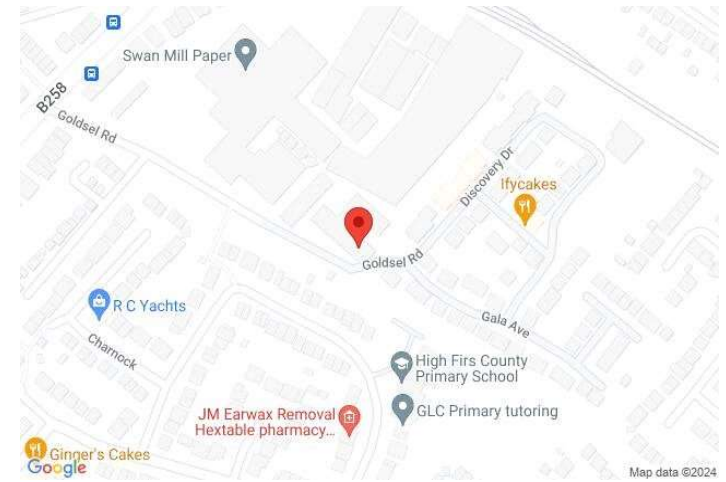 Swan Mill Paper
B258
Goldsel Rd
Discovery Dr
Ifycakes
Goldsel Rd
R C Yachts
Gala Ave
Charnock
High Firs County
Primary School
JM Earwax Removal
Hextable pharmacy...
GLC Primary tutoring
Ginger's Cakes
Google
Map data ©2024